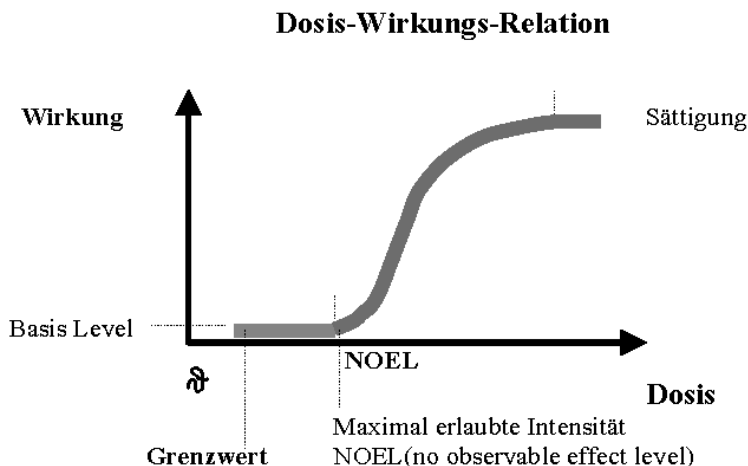 Dosis-Wirkungs-Relation
Wirkung
Sättigung
Basis Level
NOEL
Dosis
Maximal erlaubte Intensität
Grenzwert
NOEL(no observable effect level)